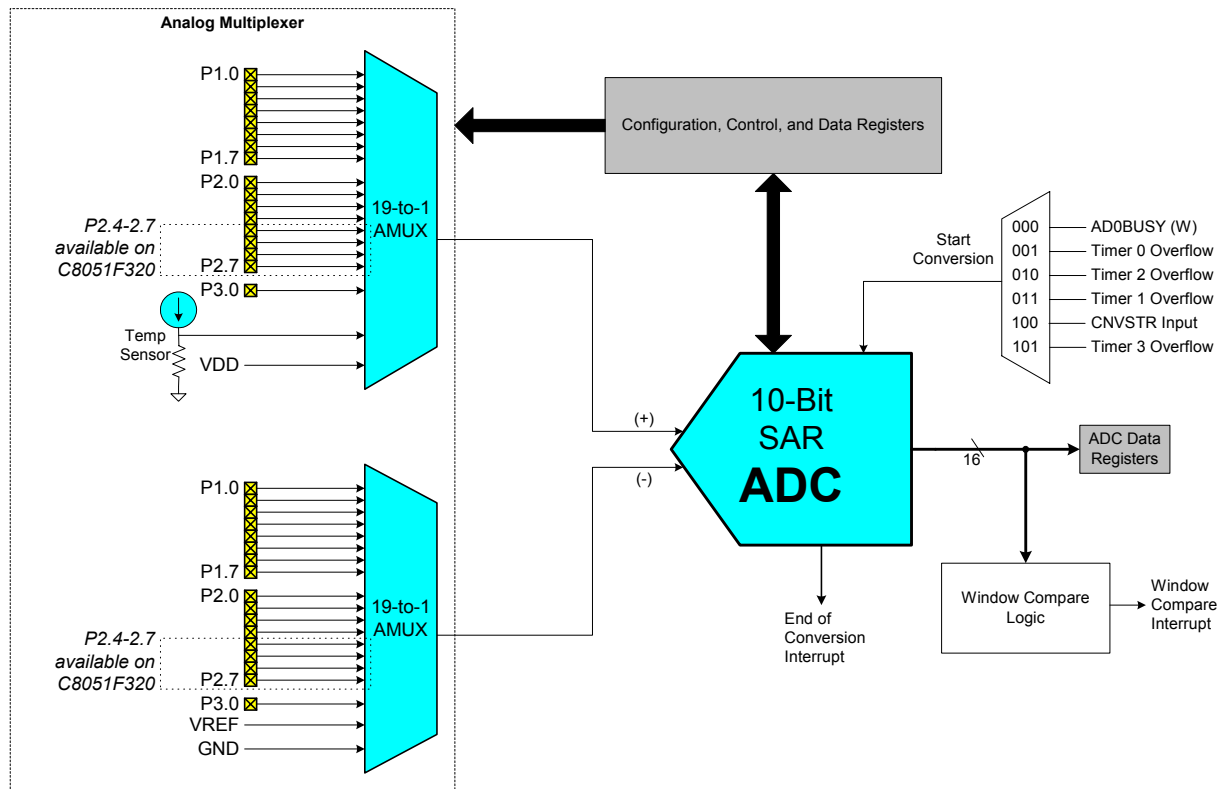 Analog Multiplexer
P1.0
P1.7
P2.0
P2.4-2.7
available on
C8051F320
P2.7
P3.0
Temp
Sensor
VDD
19-to-1
AMUX
Configuration, Control, and Data Registers
Start
Conversion
000
001
010
011
100
101
AD0BUSY (W)
Timer 0 Overflow
Timer 2 Overflow
Timer 1 Overflow
CNVSTR Input
Timer 3 Overflow
(+)
(-)
10-Bit
SAR
ADC
16
ADC Data
Registers
End of
Conversion
Interrupt
Window Compare
Logic
Window
Compare
Interrupt
P1.0
P1.7
P2.0
P2.4-2.7
available on
C8051F320
P2.7
P3.0
VREF
GND
19-to-1
AMUX